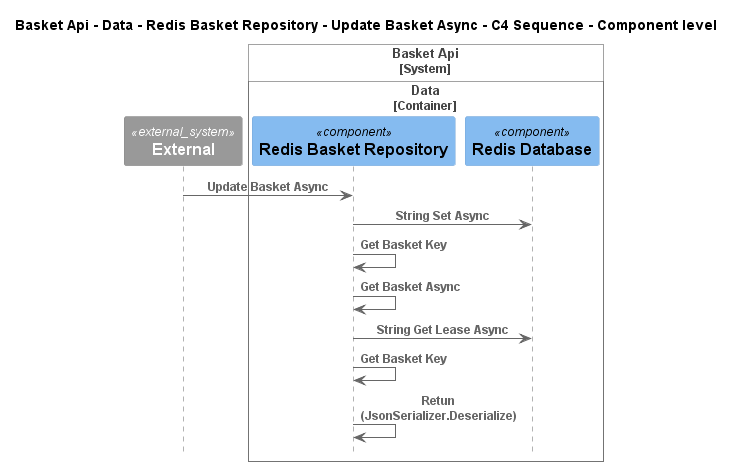 Basket Api - Data - Redis Basket Repository - Update Basket Async - C4 Sequence - Component level
Basket Api
[System]
Data
[Container]
«external_system»
External
«component»
Redis Basket Repository
«component»
Redis Database
Update Basket Async
String Set Async
Get Basket Key
Get Basket Async
String Get Lease Async
Get Basket Key
Retun
(JsonSerializer.Deserialize)